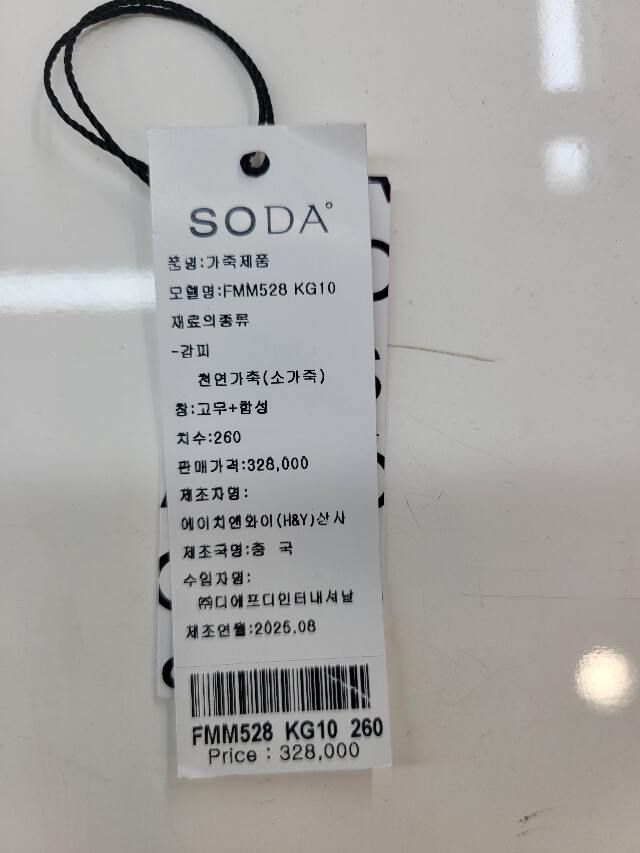 SODA
품명:가죽제품
모델명:FMM528 KG10
재료의종류
-갑피
천연가죽(소가죽)
창:고무+합성
치수:260
판매가격:328,000
제조자명:
에이치앤와이(H&Y)상사
제조국명:중 국
수입자명:
㈜디에프디인터내셔날
제조연월:2025.08
FMM528 KG10 260
Price : 328,000